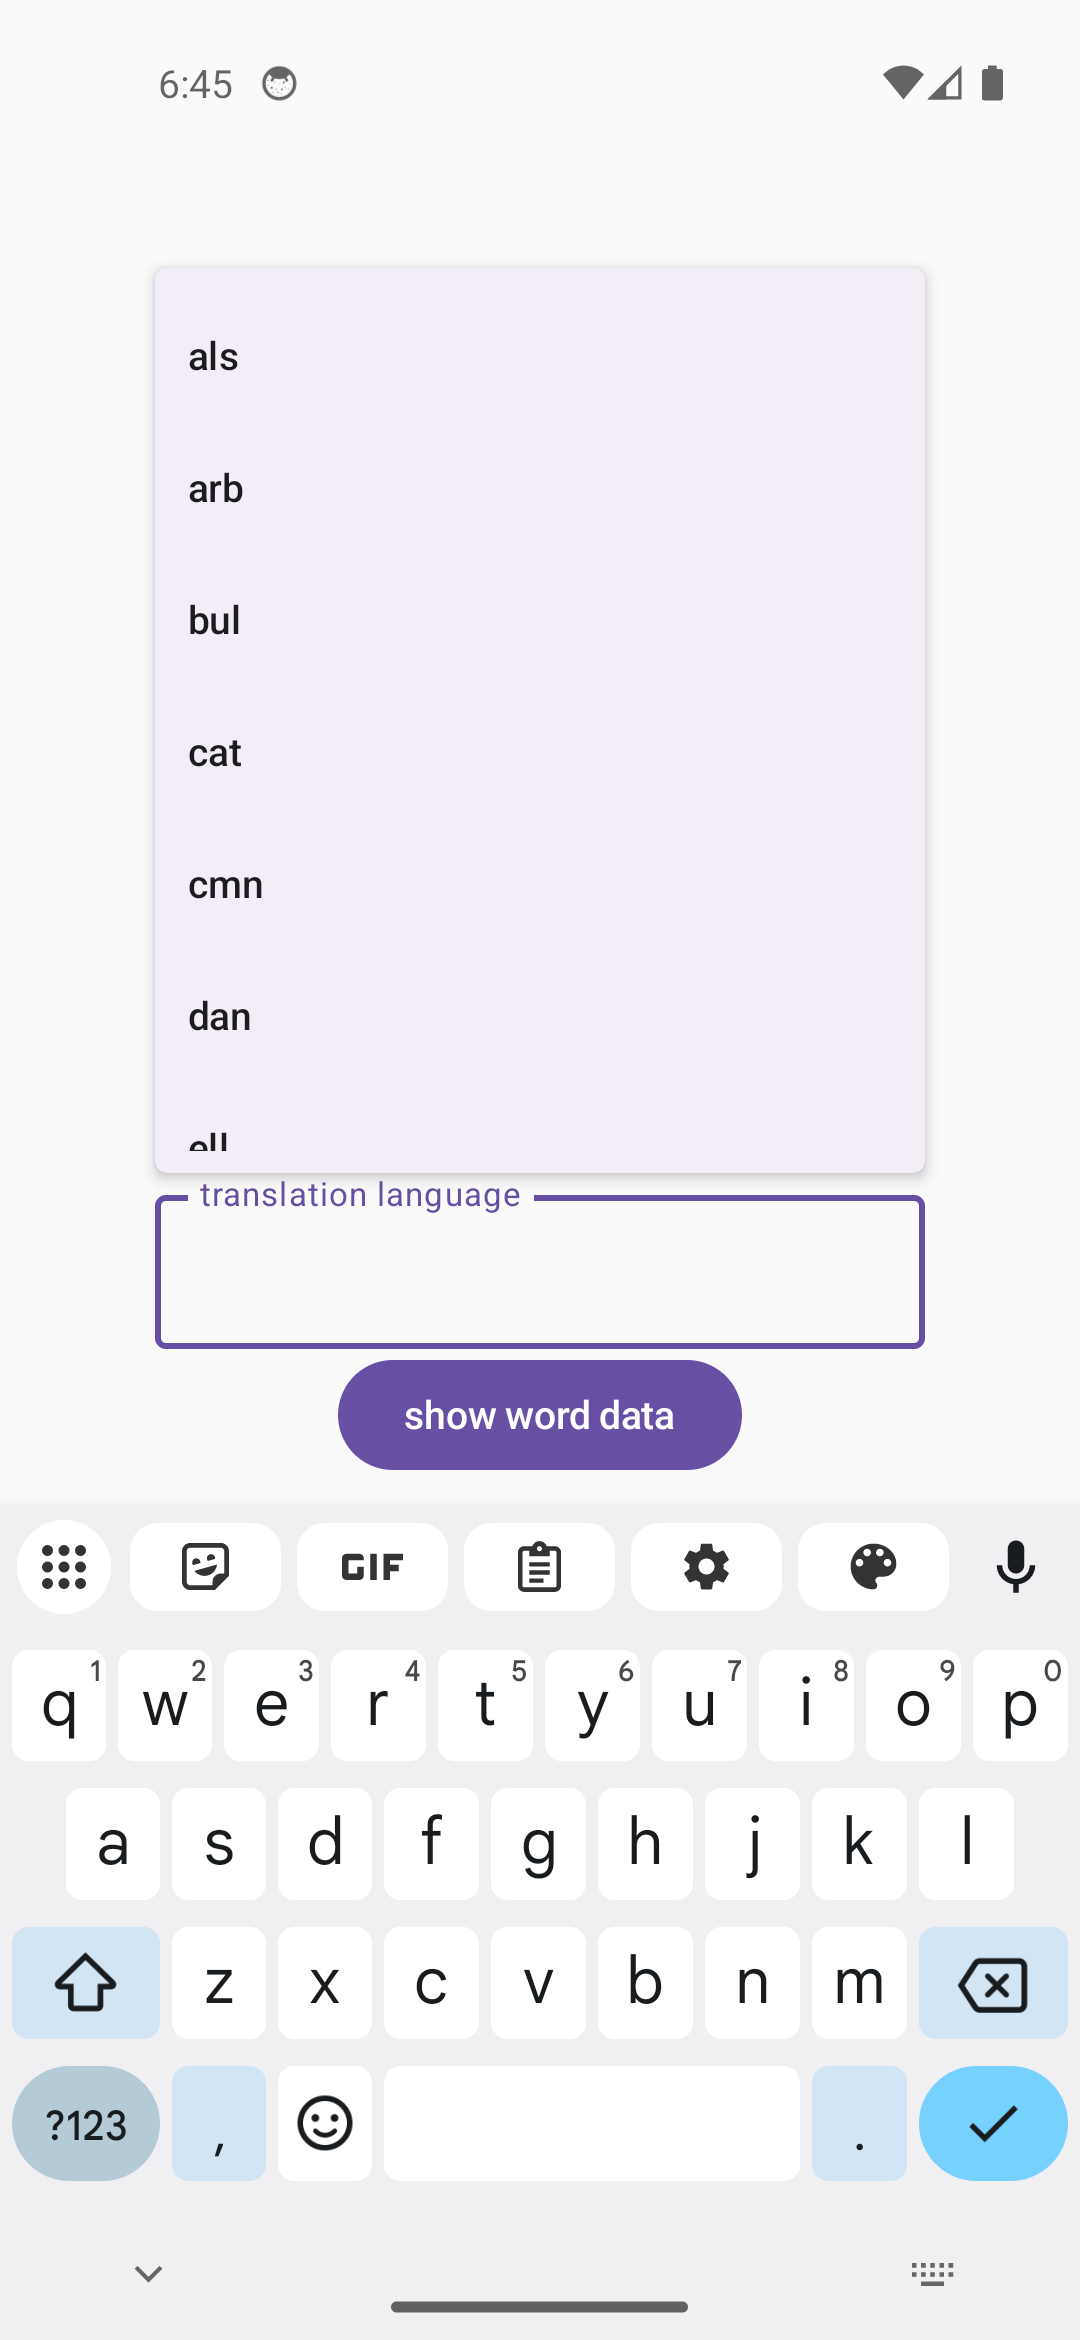 6:45
als
arb
bul
cat
cmn
dan
ell
translation language
show word data
GIF
q 1 w 2 e 3 r 4 t 5 y 6 u 7 i 8 o 9 p 0
a s d f g h j k l
z x c v b n m
?123 , .